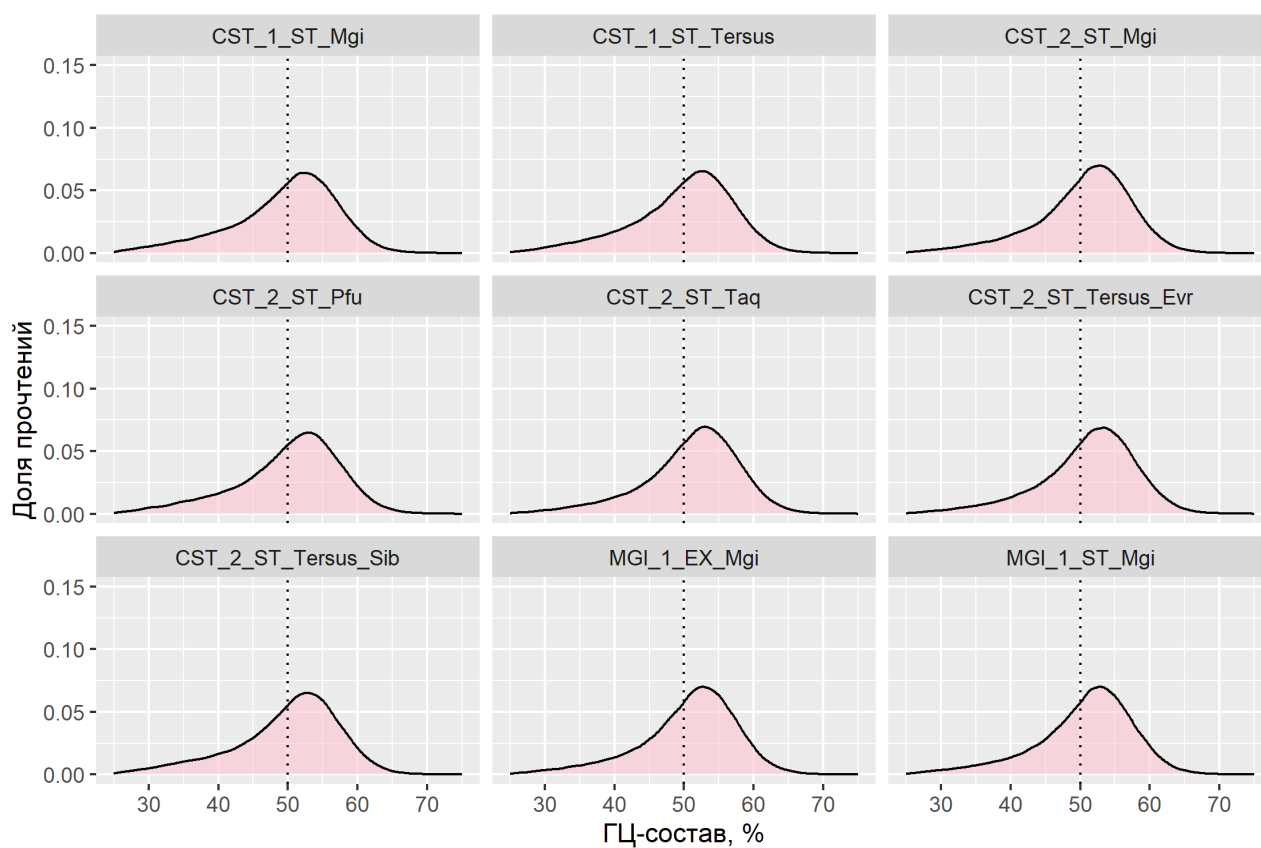 CST_1_ST_Mgi
CST_1_ST_Tersus
CST_2_ST_Mgi
0.15
0.10
0.05
0.00
CST_2_ST_Pfu
CST_2_ST_Taq
CST_2_ST_Tersus_Evr
0.15
0.10
0.05
0.00
CST_2_ST_Tersus_Sib
MGI_1_EX_Mgi
MGI_1_ST_Mgi
0.15
0.10
0.05
0.00
30 40 50 60 70
30 40 50 60 70
30 40 50 60 70
ГЦ-состав, %
Доля прочтений